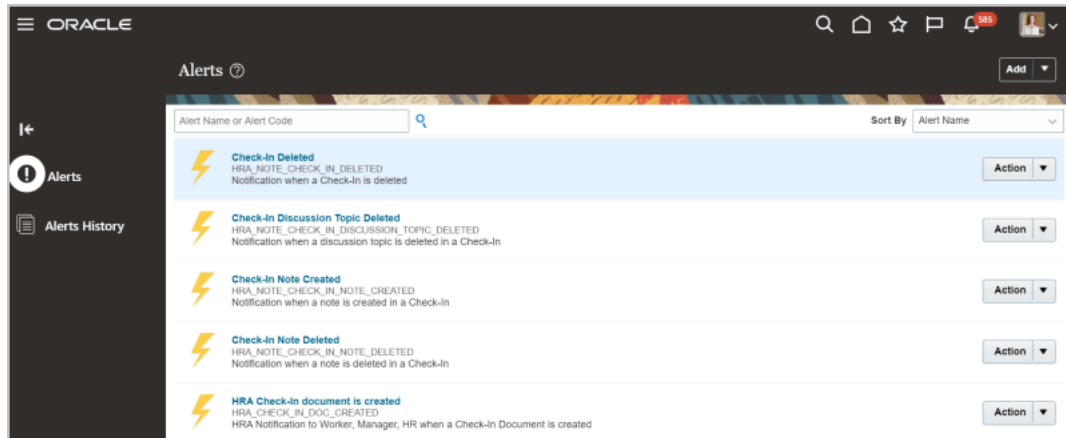 ORACLE
585
Alerts
Add
Alert Name or Alert Code
Sort By Alert Name
Alerts
Alerts History
Check-In Deleted
HRA_NOTE_CHECK_IN_DELETED
Notification when a Check-In is deleted
Action
Check-In Discussion Topic Deleted
HRA_NOTE_CHECK_IN_DISCUSSION_TOPIC_DELETED
Notification when a discussion topic is deleted in a Check-In
Action
Check-In Note Created
HRA_NOTE_CHECK_IN_NOTE_CREATED
Notification when a note is created in a Check-In
Action
Check-In Note Deleted
HRA_NOTE_CHECK_IN_NOTE_DELETED
Notification when a note is deleted in a Check-In
Action
HRA Check-In document is created
HRA_CHECK_IN_DOC_CREATED
HRA Notification to Worker, Manager, HR when a Check-In Document is created
Action